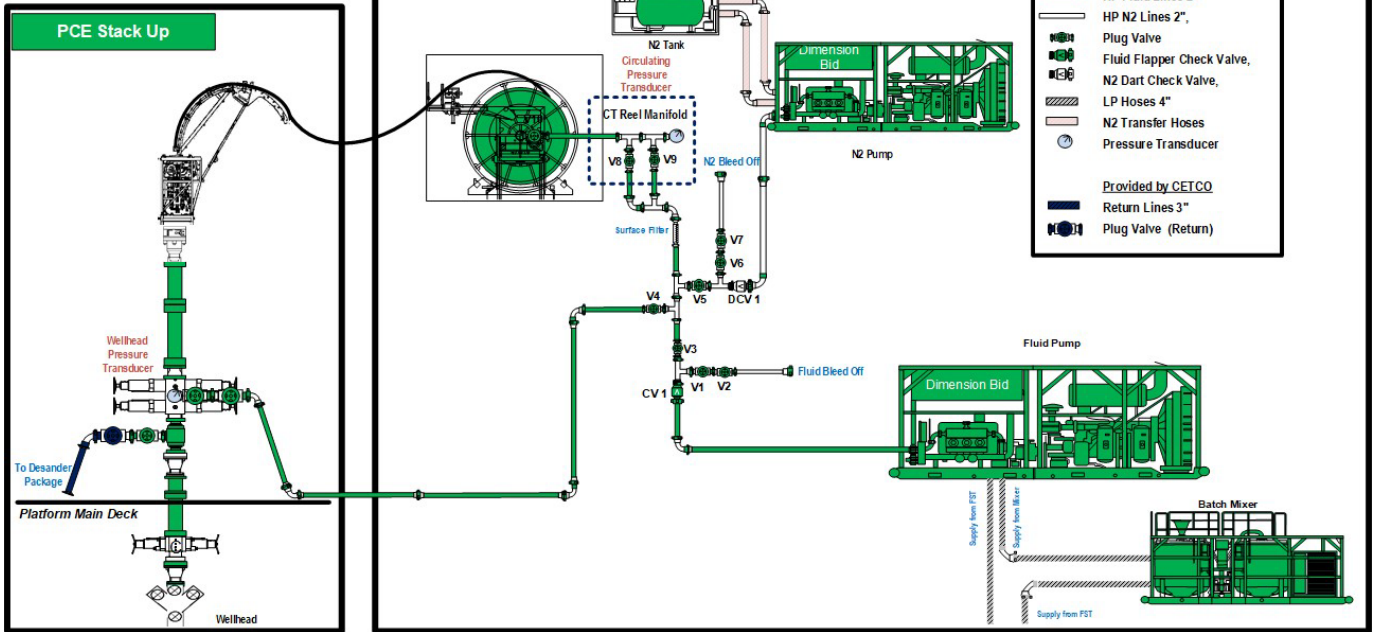 PCE Stack Up
N2 Tank
Circulating
Pressure
Transducer
CT Reel Manifold
V8
V9
N2 Bleed Off
Dimension
Bid
N2 Pump
HP N2 Lines 2",
Plug Valve
Fluid Flapper Check Valve,
N2 Dart Check Valve,
LP Hoses 4"
N2 Transfer Hoses
Pressure Transducer
Provided by CETCO
Return Lines 3"
Plug Valve (Return)
Surface Filter
V7
V6
V5
DCV 1
V4
V3
V1
V2
CV 1
Fluid Bleed Off
Fluid Pump
Dimension Bid
Wellhead
Pressure
Transducer
To Desander
Package
Platform Main Deck
Wellhead
Supply from FST
Supply from Mixer
Batch Mixer
Supply from FST